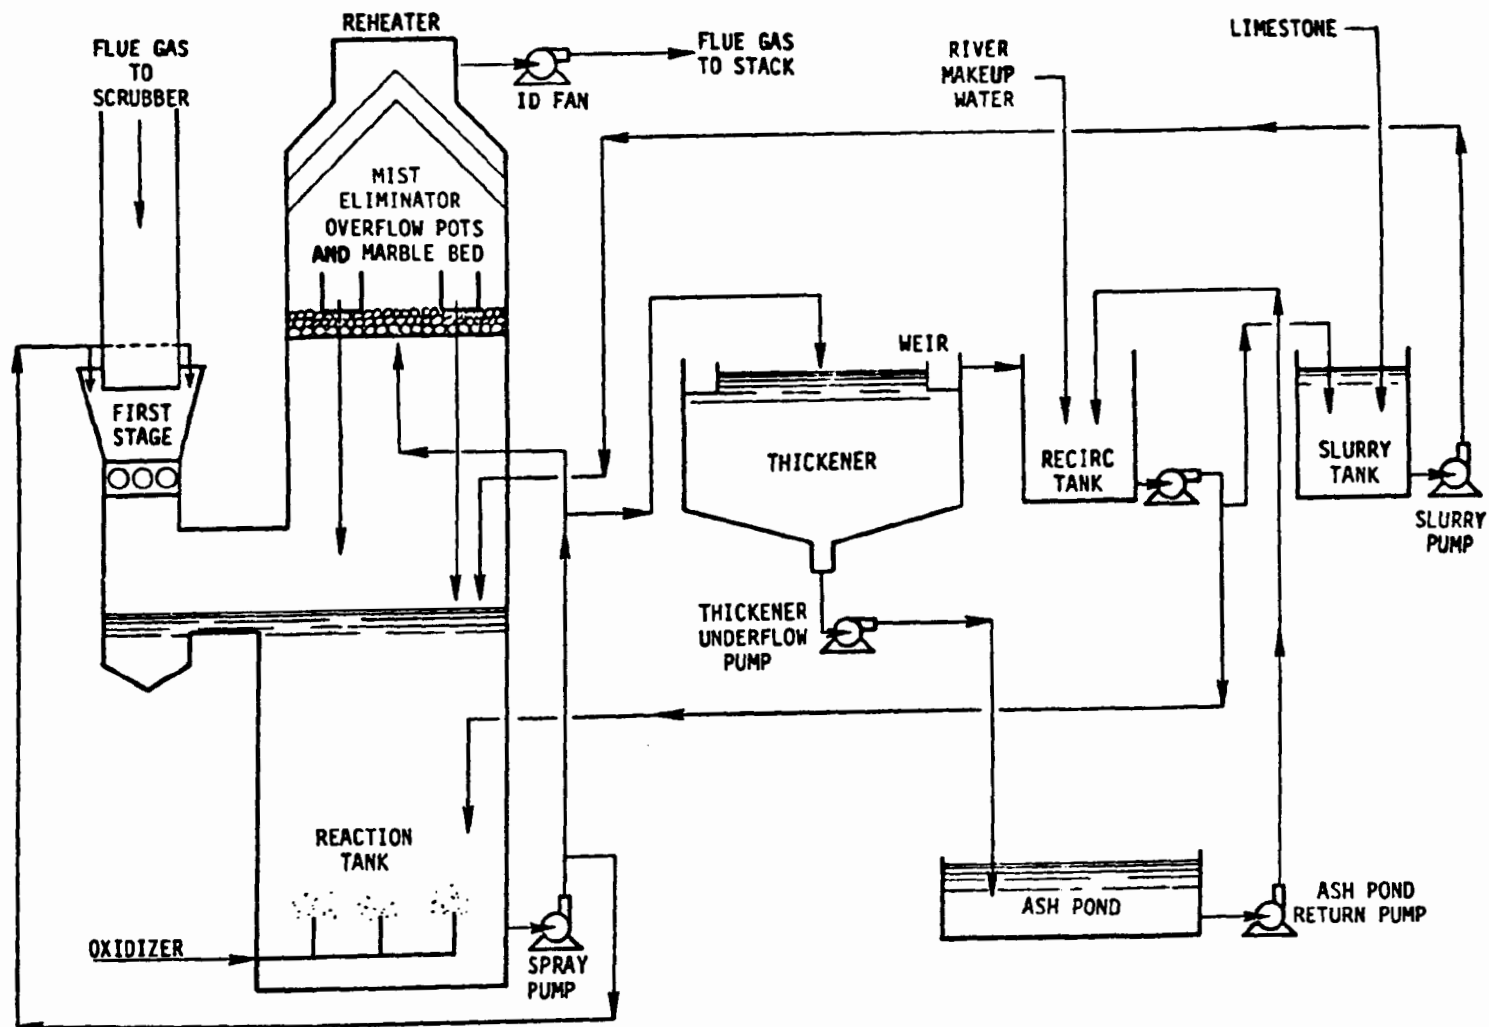 REHEATER
FLUE GAS
TO
SCRUBBER
ID FAN
FLUE GAS
TO STACK
RIVER
MAKEUP
WATER
LIMESTONE
MIST
ELIMINATOR
OVERFLOW POTS
AND MARBLE BED
FIRST
STAGE
WEIR
THICKENER
RECIRC
TANK
SLURRY
TANK
SLURRY
PUMP
THICKENER
UNDERFLOW
PUMP
REACTION
TANK
OXIDIZER
SPRAY
PUMP
ASH POND
ASH POND
RETURN PUMP